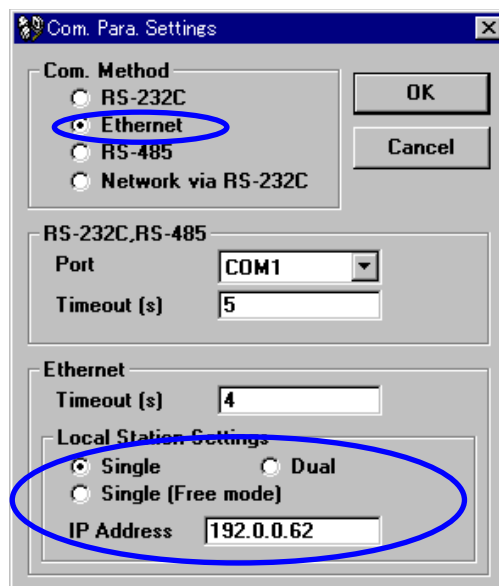 Com. Para. Settings
Com. Method
RS-232C
OK
Ethernet
RS-485
Cancel
Network via RS-232C
RS-232C,RS-485
Port COM1
Timeout (s) 5
Ethernet
Timeout (s) 4
Local Station Settings
Single Dual
Single (Free mode)
IP Address 192.0.0.62